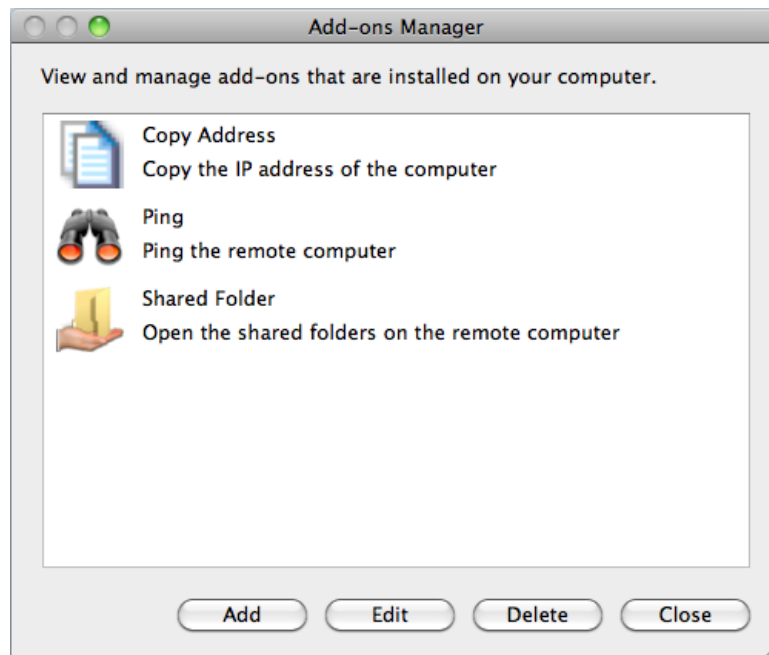 Add-ons Manager
View and manage add-ons that are installed on your computer.
Copy Address
Copy the IP address of the computer
Ping
Ping the remote computer
Shared Folder
Open the shared folders on the remote computer
Add Edit Delete Close